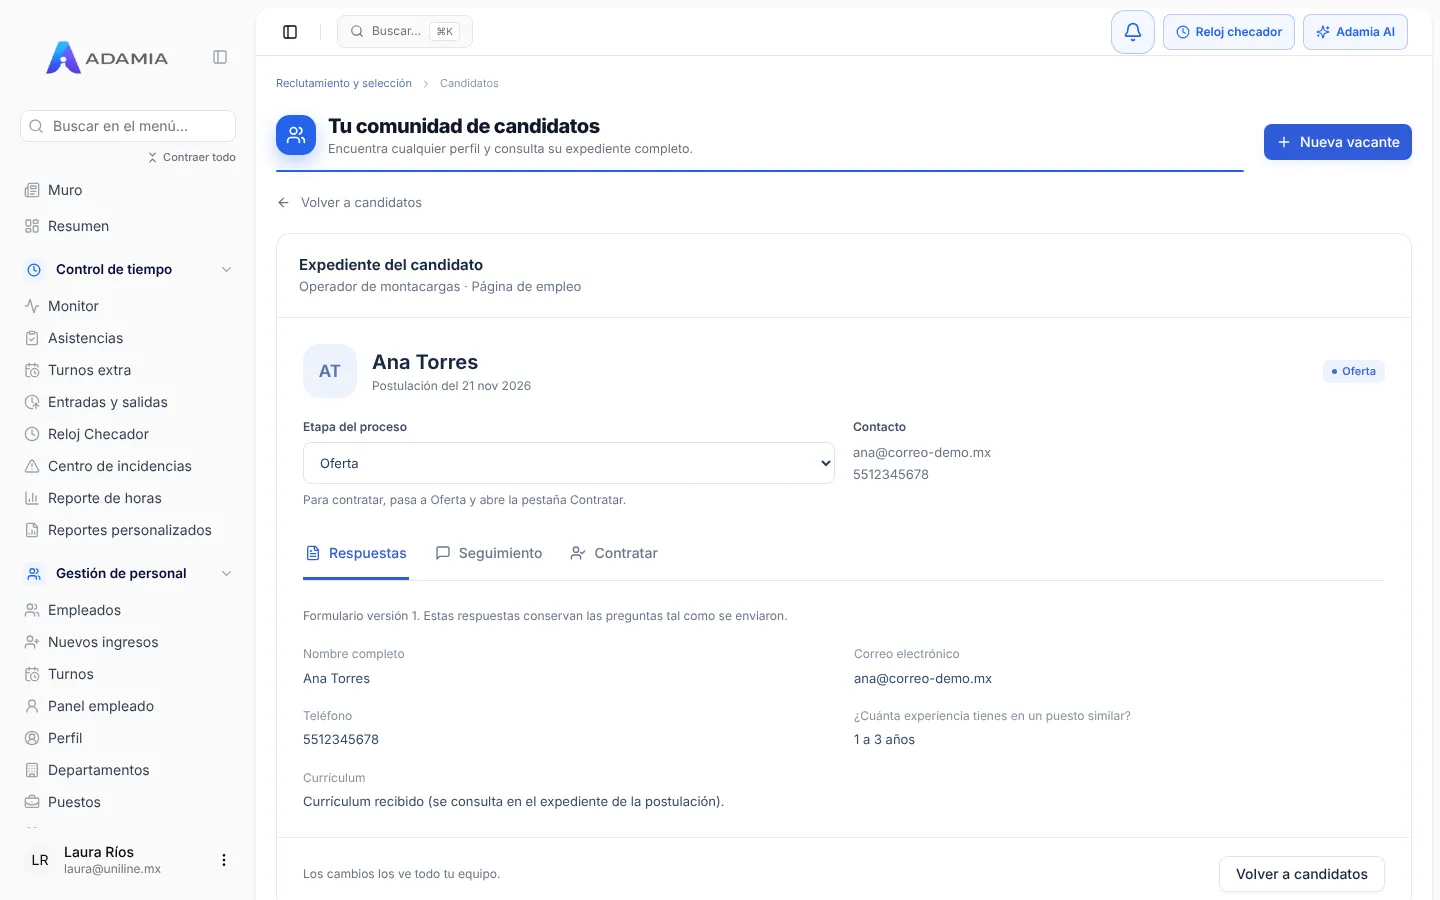 ADAMIA
Buscar en el menú...
Contraer todo
Muro
Resumen
Control de tiempo
Monitor
Asistencias
Turnos extra
Entradas y salidas
Reloj Checador
Centro de incidencias
Reporte de horas
Reportes personalizados
Gestión de personal
Empleados
Nuevos ingresos
Turnos
Panel empleado
Perfil
Departamentos
Puestos
LR
Laura Ríos
laura@uniline.mx
Buscar... ⌘K
Reloj checador
Adamia AI
Reclutamiento y selección > Candidatos
Tu comunidad de candidatos
Encuentra cualquier perfil y consulta su expediente completo.
+ Nueva vacante
← Volver a candidatos
Expediente del candidato
Operador de montacargas · Página de empleo
AT
Ana Torres
Postulación del 21 nov 2026
• Oferta
Etapa del proceso
Oferta
Para contratar, pasa a Oferta y abre la pestaña Contratar.
Contacto
ana@correo-demo.mx
5512345678
Respuestas
Seguimiento
Contratar
Formulario versión 1. Estas respuestas conservan las preguntas tal como se enviaron.
Nombre completo
Ana Torres
Correo electrónico
ana@correo-demo.mx
Teléfono
5512345678
¿Cuánta experiencia tienes en un puesto similar?
1 a 3 años
Currículum
Currículum recibido (se consulta en el expediente de la postulación).
Los cambios los ve todo tu equipo.
Volver a candidatos